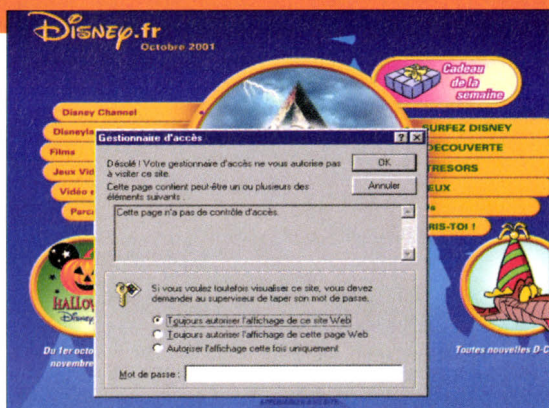 Disney.fr
Octobre 2001
Cadeau
de la
semaine
Disney Channel
Films
Gestionnaire d'accès
Désolé ! Votre gestionnaire d'accès ne vous autorise pas
à visiter ce site.
Cette page contient peut-être un ou plusieurs des
éléments suivants :
OK
Annuler
Cette page n'a pas de contrôle d'accès.
Si vous voulez toutefois visualiser ce site, vous devez
demander au superviseur de taper son mot de passe.
Toujours autoriser l'affichage de ce site Web
Toujours autoriser l'affichage de cette page Web
Autoriser l'affichage cette fois uniquement
Mot de passe :
SURFEZ DISNEY
DECOUVERTE
TRESORS
Du 1er
Toutes nouvelles